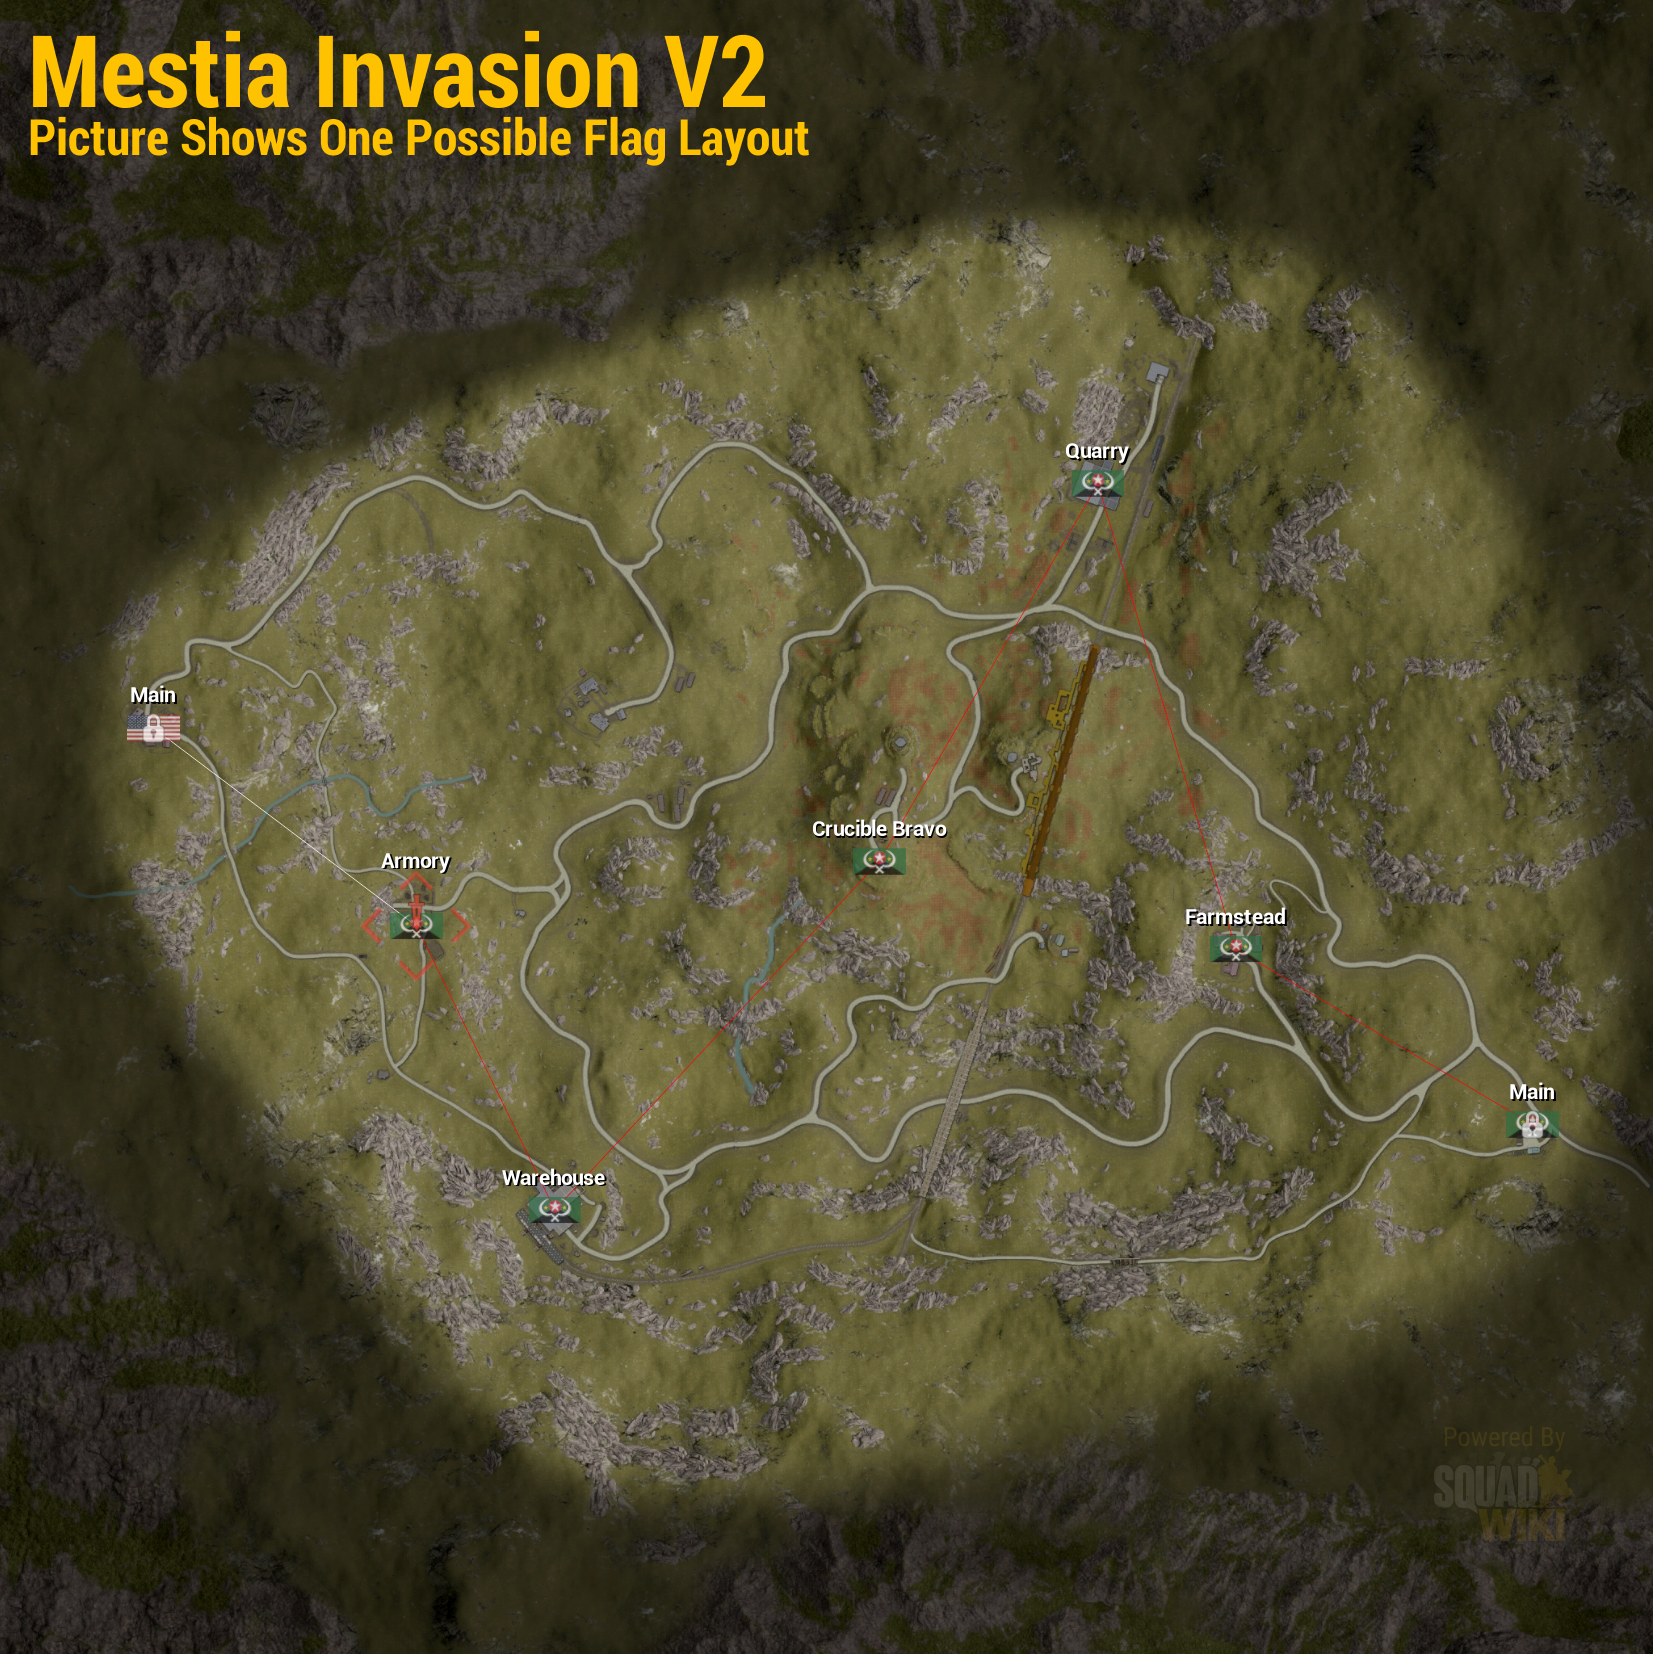 Mestia Invasion V2
Picture Shows One Possible Flag Layout
Quarry
Main
Crucible Bravo
Armory
Farmstead
Main
Warehouse
Powered By
SQUAD
WIKI